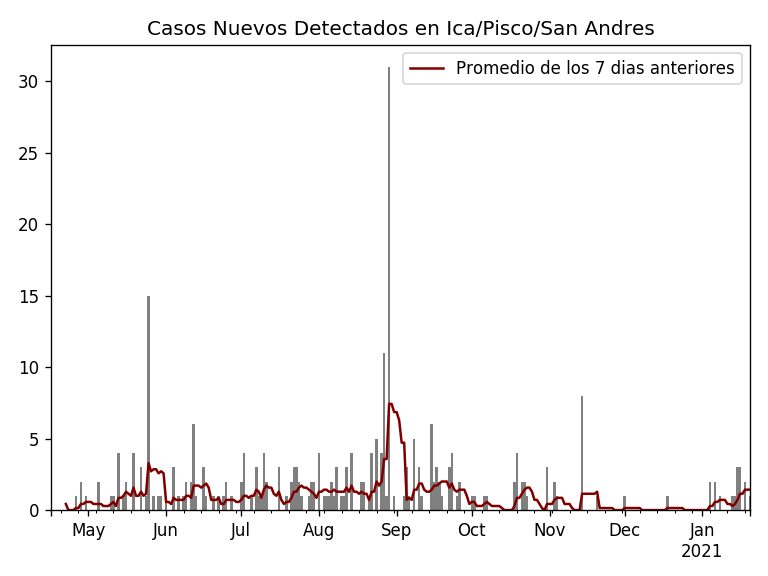 Casos Nuevos Detectados en Ica/Pisco/San Andres
Promedio de los 7 dias anteriores
30
25
20
15
10
5
0
May Jun Jul Aug Sep Oct Nov Dec Jan
2021